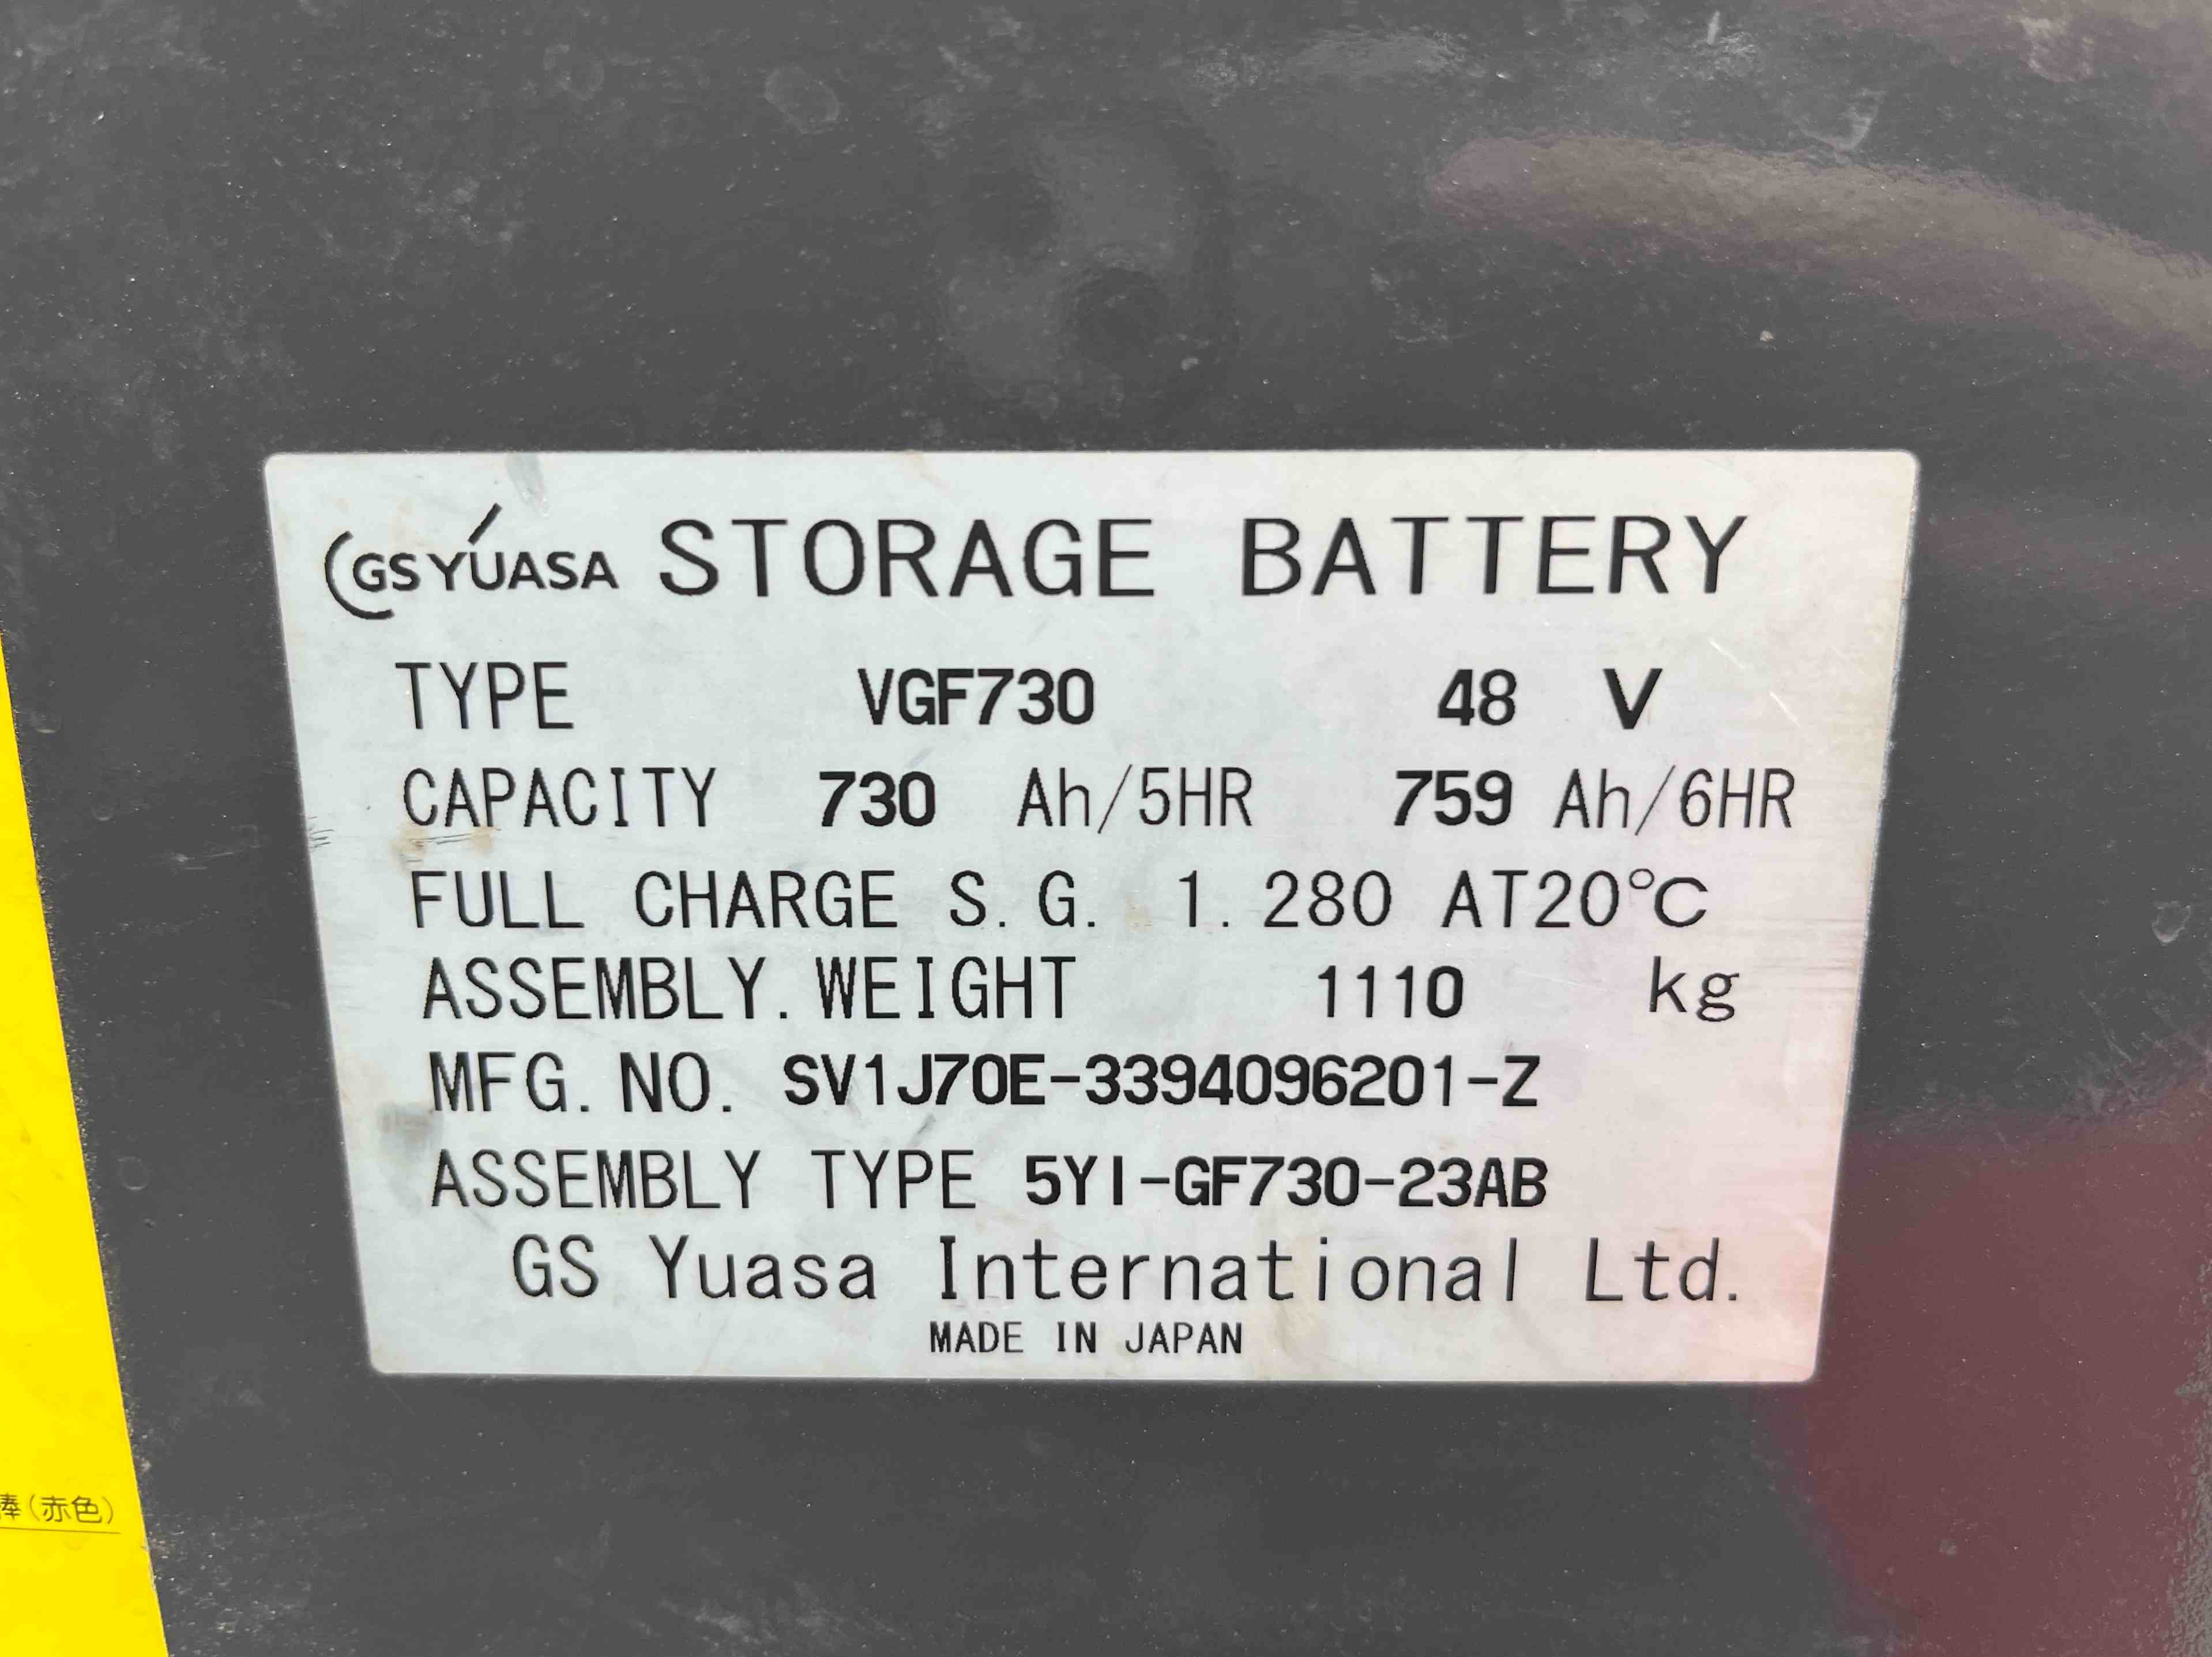 GS YUASA STORAGE BATTERY
TYPE VGF730 48 V
CAPACITY 730 Ah/5HR 759 Ah/6HR
FULL CHARGE S.G. 1.280 AT20°C
ASSEMBLY.WEIGHT 1110 kg
MFG.NO. SV1J70E-3394096201-Z
ASSEMBLY TYPE 5YI-GF730-23AB
GS Yuasa International Ltd.
MADE IN JAPAN
棒(赤色)